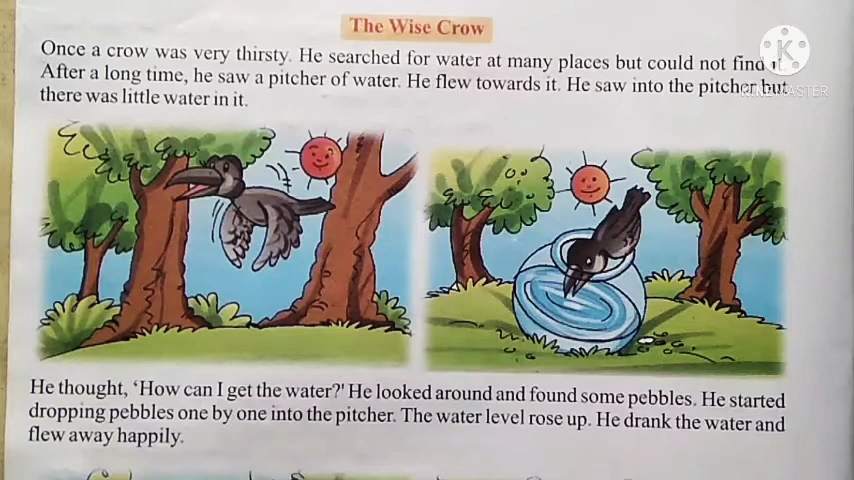 The Wise Crow
Once a crow was very thirsty. He searched for water at many places but could not find it.
After a long time, he saw a pitcher of water. He flew towards it. He saw into the pitcher but
there was little water in it.
He thought, 'How can I get the water?' He looked around and found some pebbles. He started
dropping pebbles one by one into the pitcher. The water level rose up. He drank the water and
flew away happily.
K
KINEMASTER